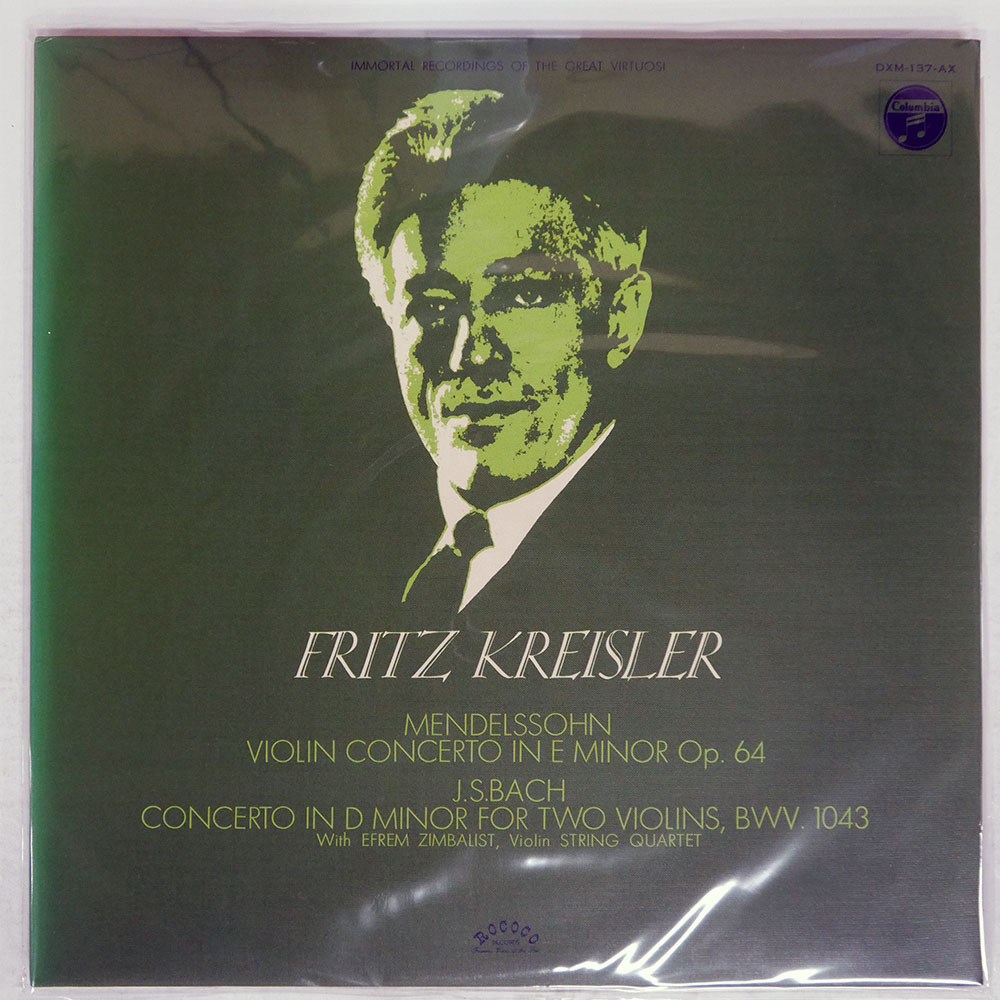 IMMORTAL RECORDINGS OF THE GREAT VIRTUOSI
DXM-137-AX
Columbia
FRITZ KREISLER
MENDELSSOHN
VIOLIN CONCERTO IN E MINOR Op. 64
J.S.BACH
CONCERTO IN D MINOR FOR TWO VIOLINS, BWV. 1043
With EFREM ZIMBALIST, Violin STRING QUARTET
ROCOCO
RECORDS